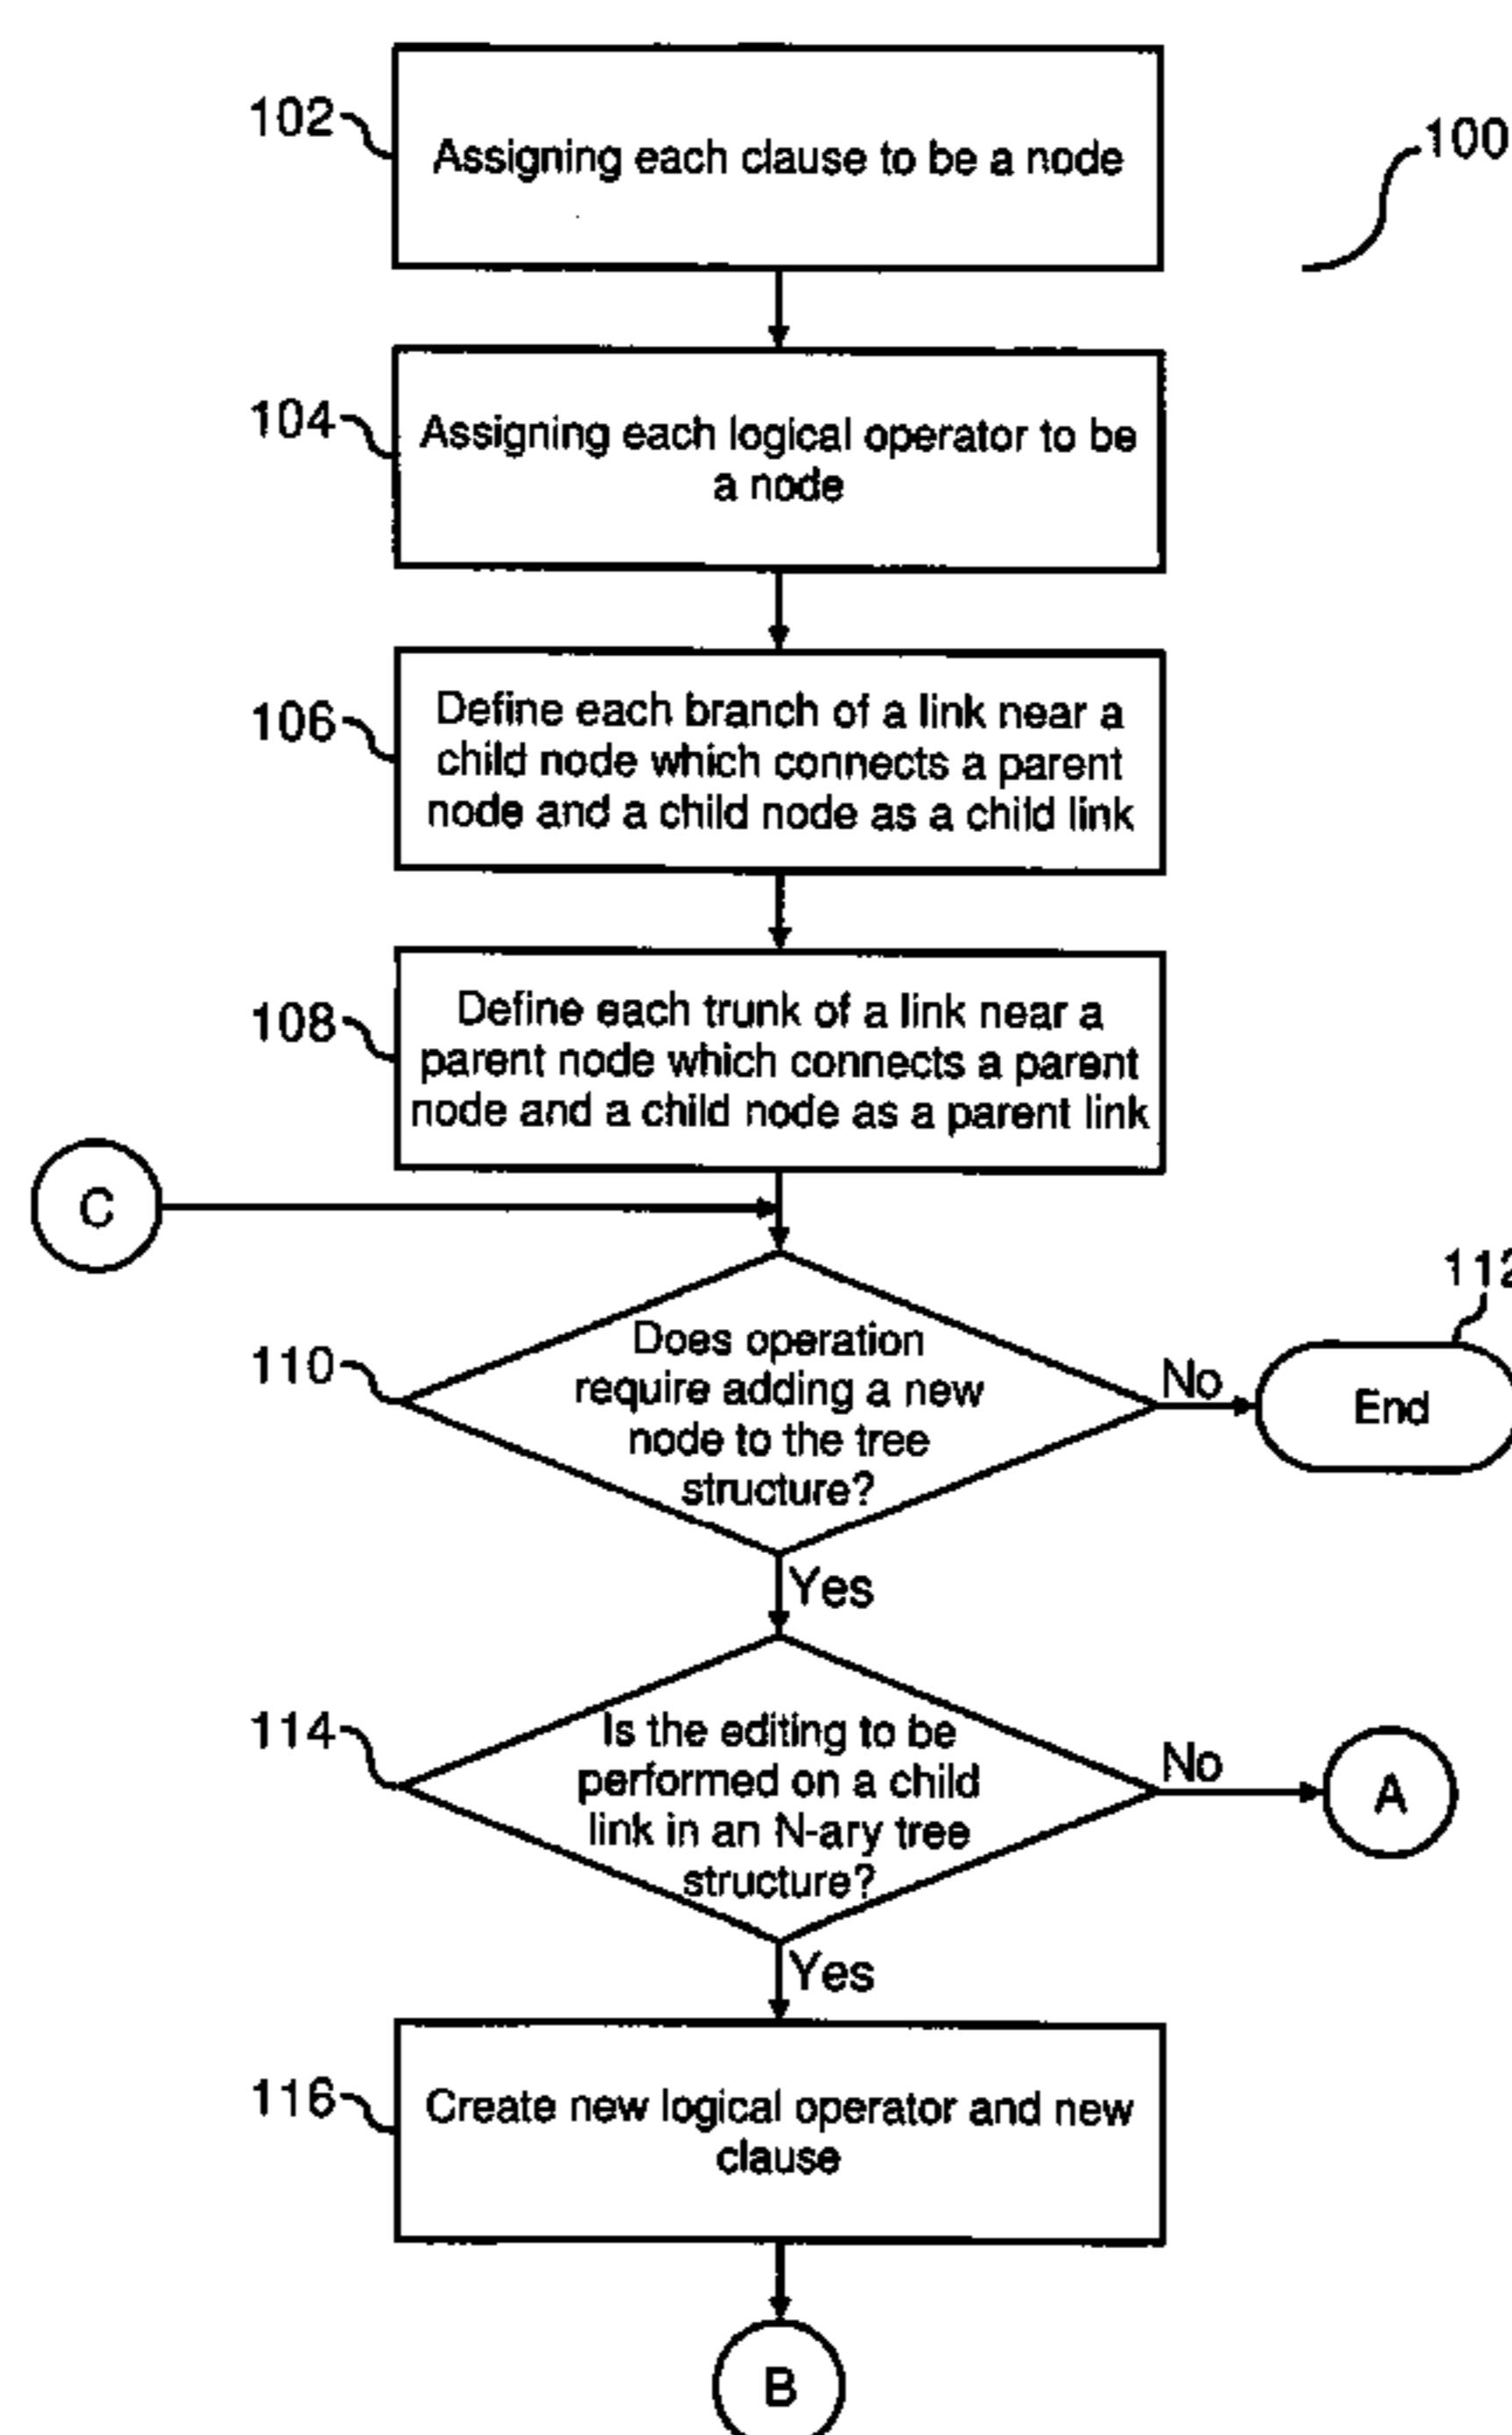 102
Assigning each clause to be a node
100
104
Assigning each logical operator to be
a node
106
Define each branch of a link near a
child node which connects a parent
node and a child node as a child link
108
Define each trunk of a link near a
parent node which connects a parent
node and a child node as a parent link
C
110
Does operation
require adding a new
node to the tree
structure?
No
112
End
Yes
114
Is the editing to be
performed on a child
link in an N-ary tree
structure?
No
A
Yes
116
Create new logical operator and new
clause
B